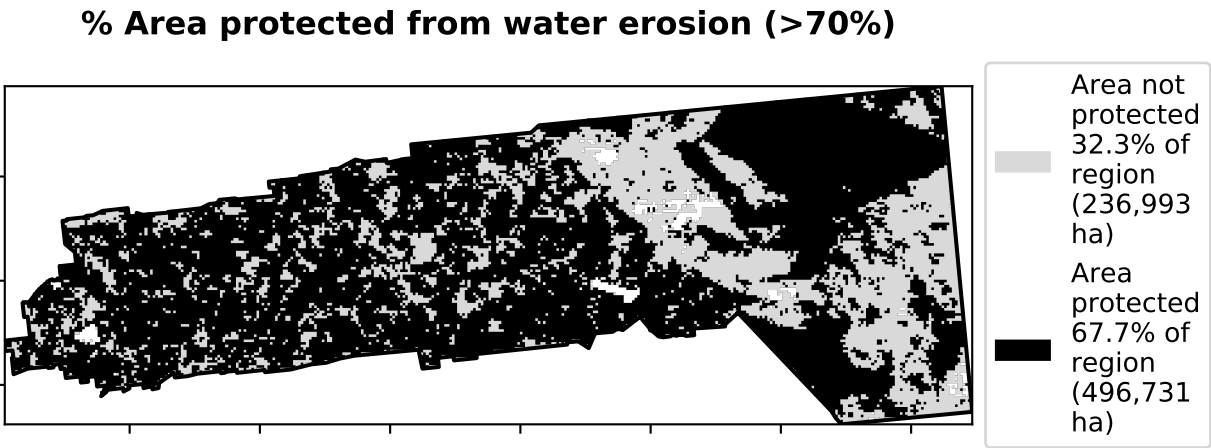 % Area protected from water erosion (>70%)
Area not
protected
32.3% of
region
(236,993
ha)
Area
protected
67.7% of
region
(496,731
ha)